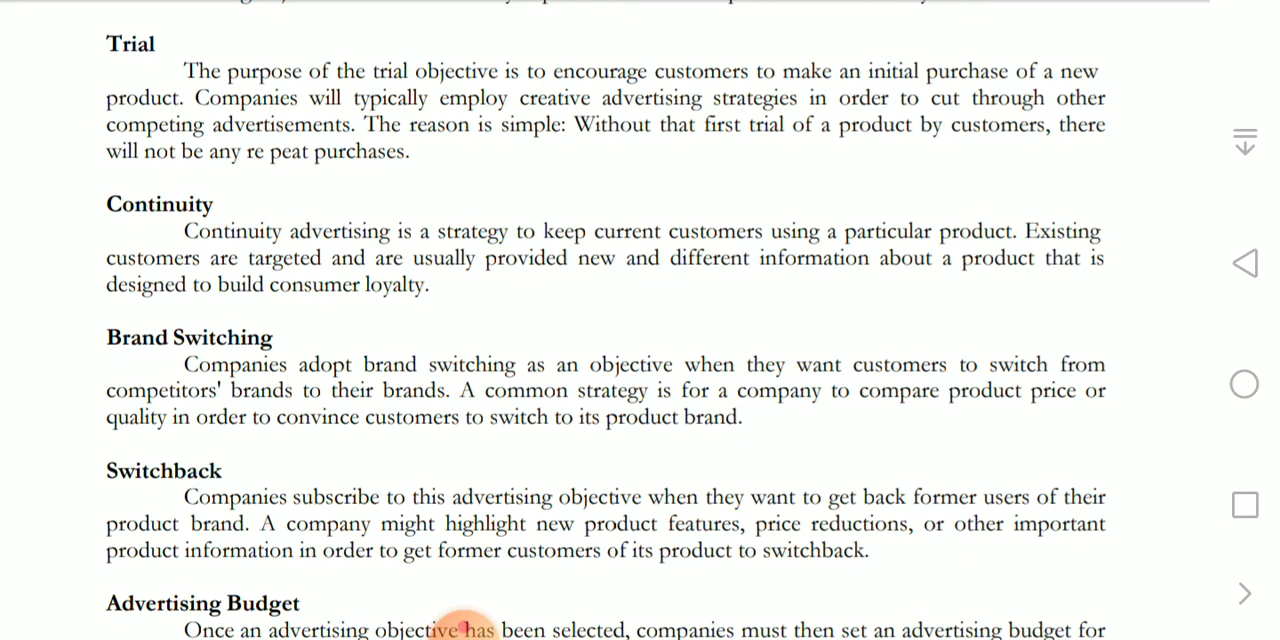 Trial
The purpose of the trial objective is to encourage customers to make an initial purchase of a new
product. Companies will typically employ creative advertising strategies in order to cut through other
competing advertisements. The reason is simple: Without that first trial of a product by customers, there
will not be any re peat purchases.
Continuity
Continuity advertising is a strategy to keep current customers using a particular product. Existing
customers are targeted and are usually provided new and different information about a product that is
designed to build consumer loyalty.
Brand Switching
Companies adopt brand switching as an objective when they want customers to switch from
competitors' brands to their brands. A common strategy is for a company to compare product price or
quality in order to convince customers to switch to its product brand.
Switchback
Companies subscribe to this advertising objective when they want to get back former users of their
product brand. A company might highlight new product features, price reductions, or other important
product information in order to get former customers of its product to switchback.
Advertising Budget
Once an advertising objective has been selected, companies must then set an advertising budget for